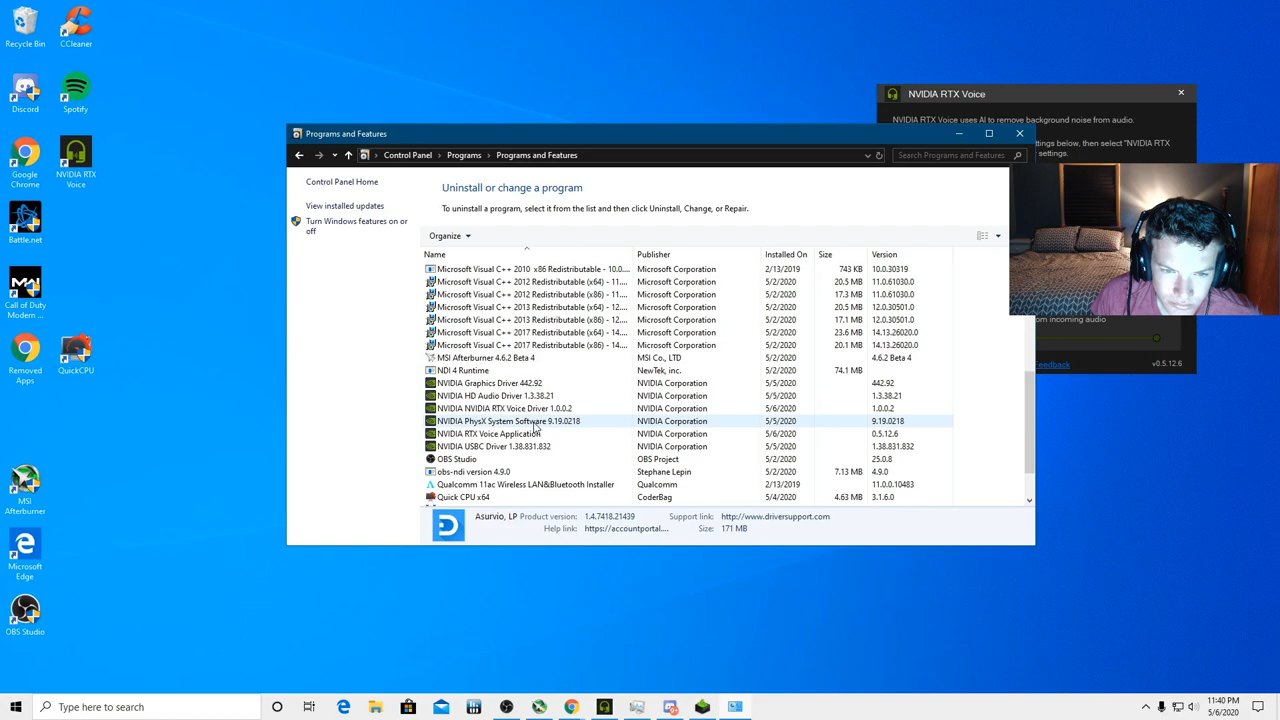 Recycle Bin
CCleaner
Discord
Spotify
Google Chrome
NVIDIA RTX Voice
Battle.net
Call of Duty Modern ...
Removed Apps
QuickCPU
MSI Afterburner
Microsoft Edge
OBS Studio
NVIDIA RTX Voice
NVIDIA RTX Voice uses AI to remove background noise from audio.
ttings below, then select "NVIDIA RTX
settings.
om incoming audio
Feedback
v0.5.12.6
Programs and Features
Control Panel
Programs
Programs and Features
Search Programs and Features
Control Panel Home
View installed updates
Turn Windows features on or off
Uninstall or change a program
To uninstall a program, select it from the list and then click Uninstall, Change, or Repair.
Organize
Name Publisher Installed On Size Version
Microsoft Visual C++ 2010 x86 Redistributable - 10.0.... Microsoft Corporation 2/13/2019 743 KB 10.0.30319
Microsoft Visual C++ 2012 Redistributable (x64) - 11.... Microsoft Corporation 5/2/2020 20.5 MB 11.0.61030.0
Microsoft Visual C++ 2012 Redistributable (x86) - 11.... Microsoft Corporation 5/2/2020 17.3 MB 11.0.61030.0
Microsoft Visual C++ 2013 Redistributable (x64) - 12.... Microsoft Corporation 5/2/2020 20.5 MB 12.0.30501.0
Microsoft Visual C++ 2013 Redistributable (x86) - 12.... Microsoft Corporation 5/2/2020 17.1 MB 12.0.30501.0
Microsoft Visual C++ 2017 Redistributable (x64) - 14.... Microsoft Corporation 5/2/2020 23.6 MB 14.13.26020.0
Microsoft Visual C++ 2017 Redistributable (x86) - 14.... Microsoft Corporation 5/2/2020 20.1 MB 14.13.26020.0
MSI Afterburner 4.6.2 Beta 4 MSI Co., LTD 5/2/2020 4.6.2 Beta 4
NDI 4 Runtime NewTek, inc. 5/2/2020 74.1 MB
NVIDIA Graphics Driver 442.92 NVIDIA Corporation 5/5/2020 442.92
NVIDIA HD Audio Driver 1.3.38.21 NVIDIA Corporation 5/5/2020 1.3.38.21
NVIDIA NVIDIA RTX Voice Driver 1.0.0.2 NVIDIA Corporation 5/6/2020 1.0.0.2
NVIDIA PhysX System Software 9.19.0218 NVIDIA Corporation 5/5/2020 9.19.0218
NVIDIA RTX Voice Application NVIDIA Corporation 5/6/2020 0.5.12.6
NVIDIA USBC Driver 1.38.831.832 NVIDIA Corporation 5/5/2020 1.38.831.832
OBS Studio OBS Project 5/2/2020 25.0.8
obs-ndi version 4.9.0 Stephane Lepin 5/2/2020 7.13 MB 4.9.0
Qualcomm 11ac Wireless LAN&Bluetooth Installer Qualcomm 2/13/2019 11.0.0.10483
Quick CPU x64 CoderBag 5/4/2020 4.63 MB 3.1.6.0
Asurvio, LP Product version: 1.4.7418.21439 Support link: http://www.driversupport.com
Help link: https://accountportal.... Size: 171 MB
Type here to search
11:40 PM
5/6/2020